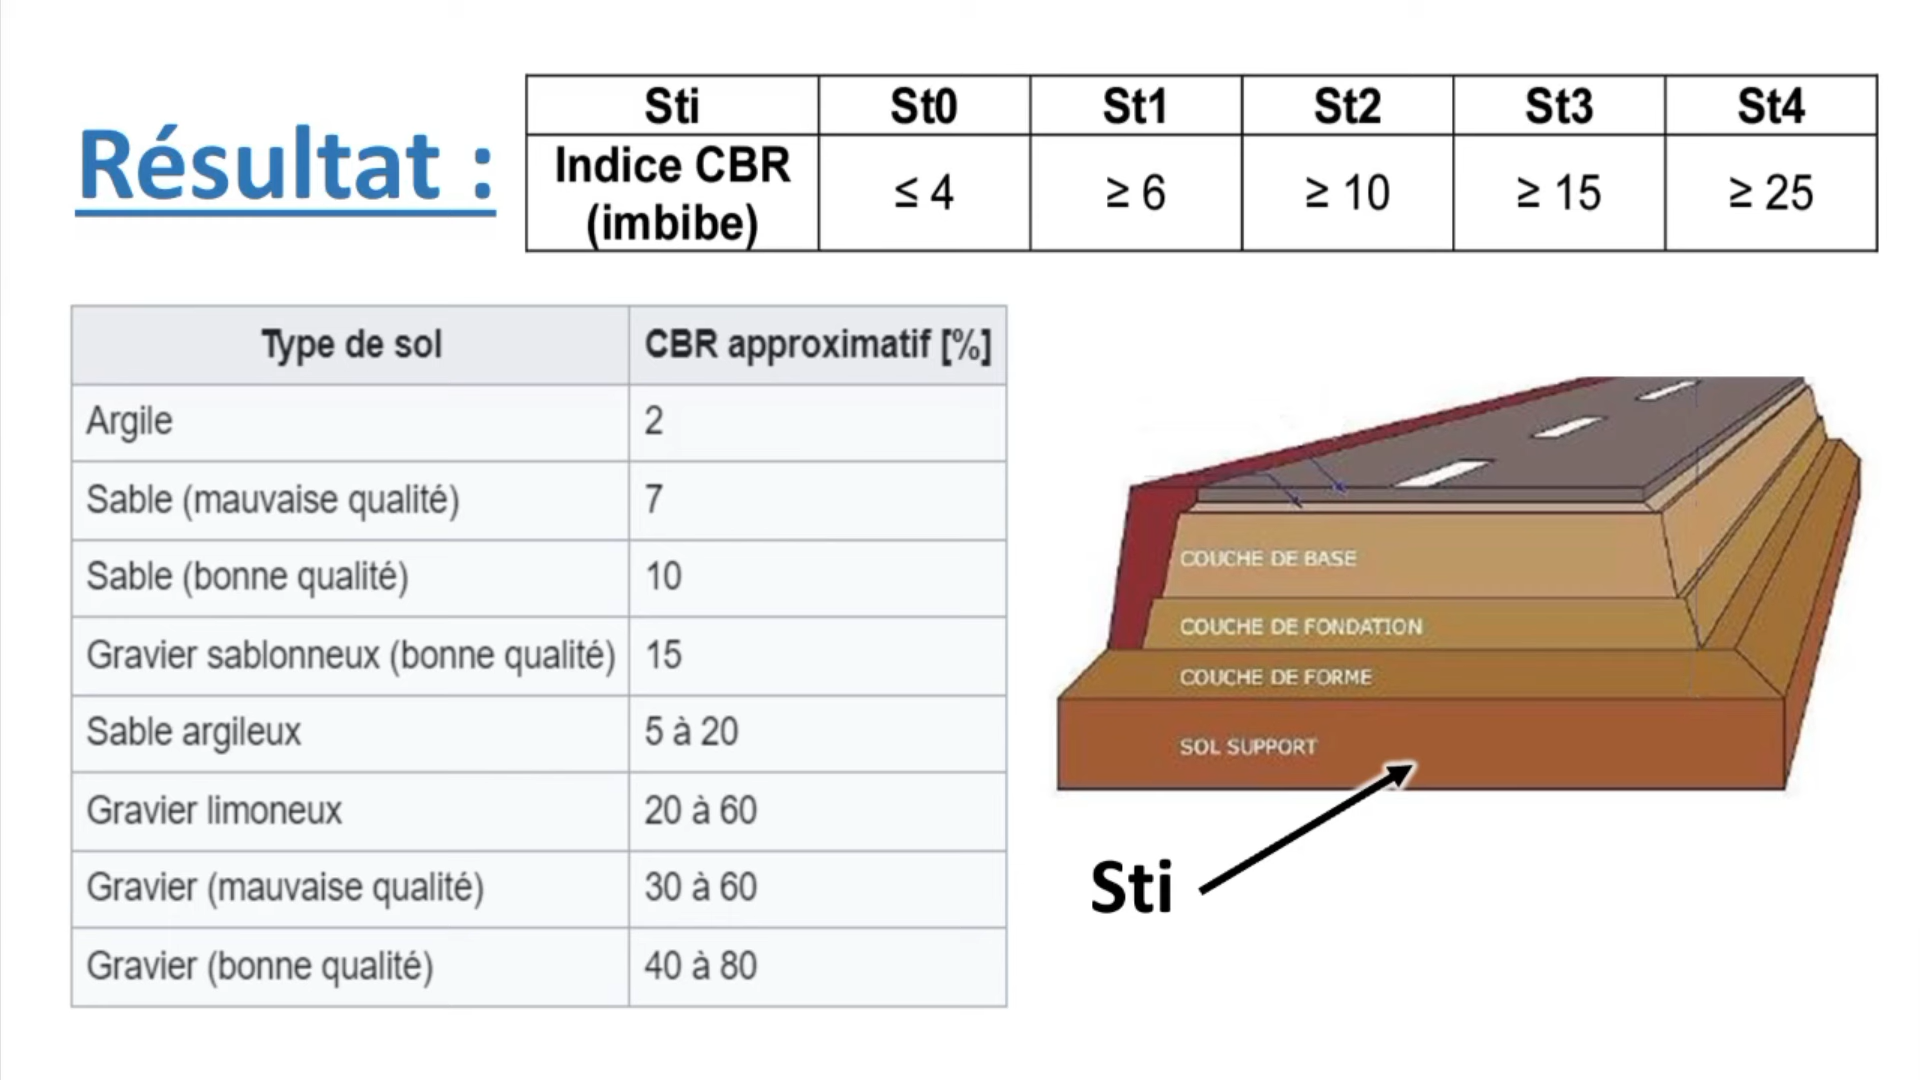 Résultat :
Sti St0 St1 St2 St3 St4
Indice CBR (imbibe) ≤ 4 ≥ 6 ≥ 10 ≥ 15 ≥ 25
Type de sol CBR approximatif [%]
Argile 2
Sable (mauvaise qualité) 7
Sable (bonne qualité) 10
Gravier sablonneux (bonne qualité) 15
Sable argileux 5 à 20
Gravier limoneux 20 à 60
Gravier (mauvaise qualité) 30 à 60
Gravier (bonne qualité) 40 à 80
COUCHE DE BASE
COUCHE DE FONDATION
COUCHE DE FORME
SOL SUPPORT
Sti